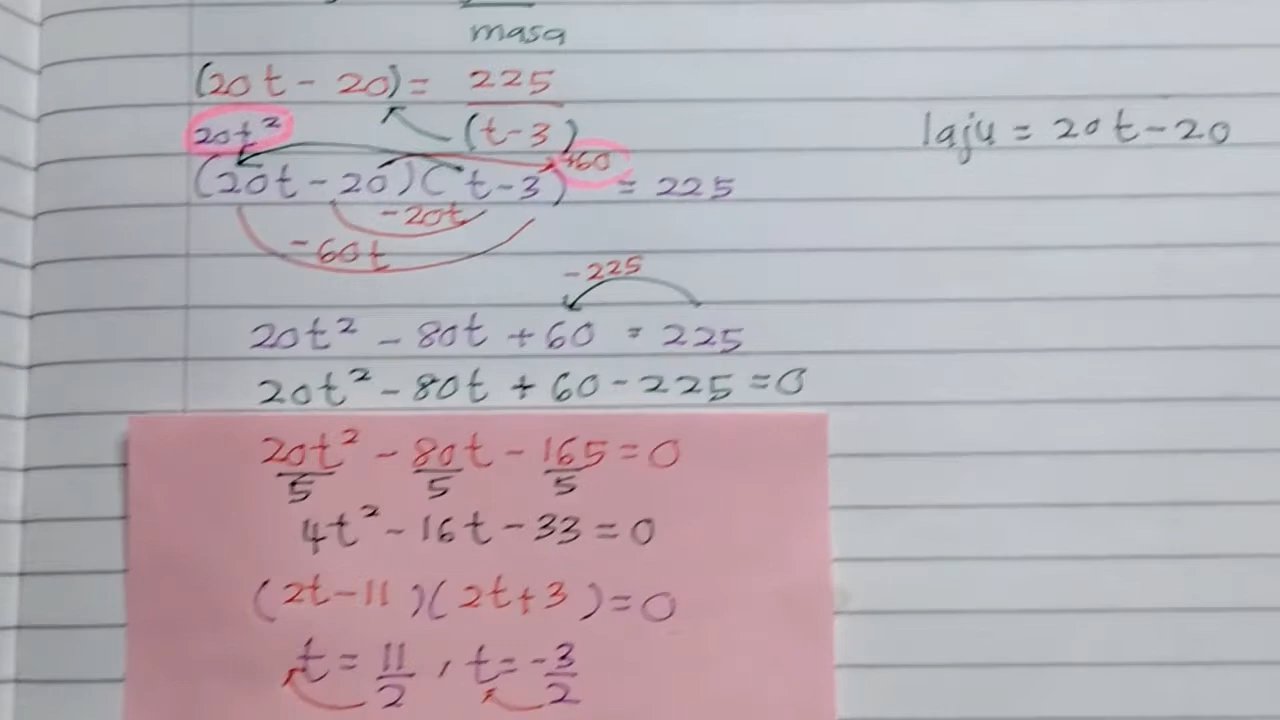 masa
(20t - 20) = 225
(t-3)
laju = 20t - 20
20t²
+60
(20t - 20)(t - 3) = 225
-20t
-60t
-225
20t² - 80t + 60 = 225
20t² - 80t + 60 - 225 = 0
20t² - 80t - 165 = 0
5 5 5
4t² - 16t - 33 = 0
(2t - 11)(2t + 3) = 0
t = 11/2 , t = -3/2